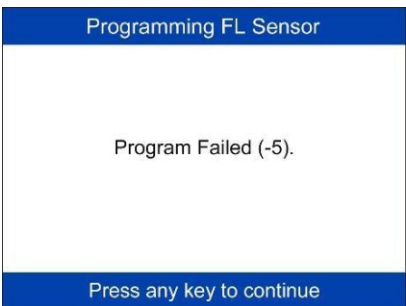 Programming FL Sensor
Program Failed (-5).
Press any key to continue